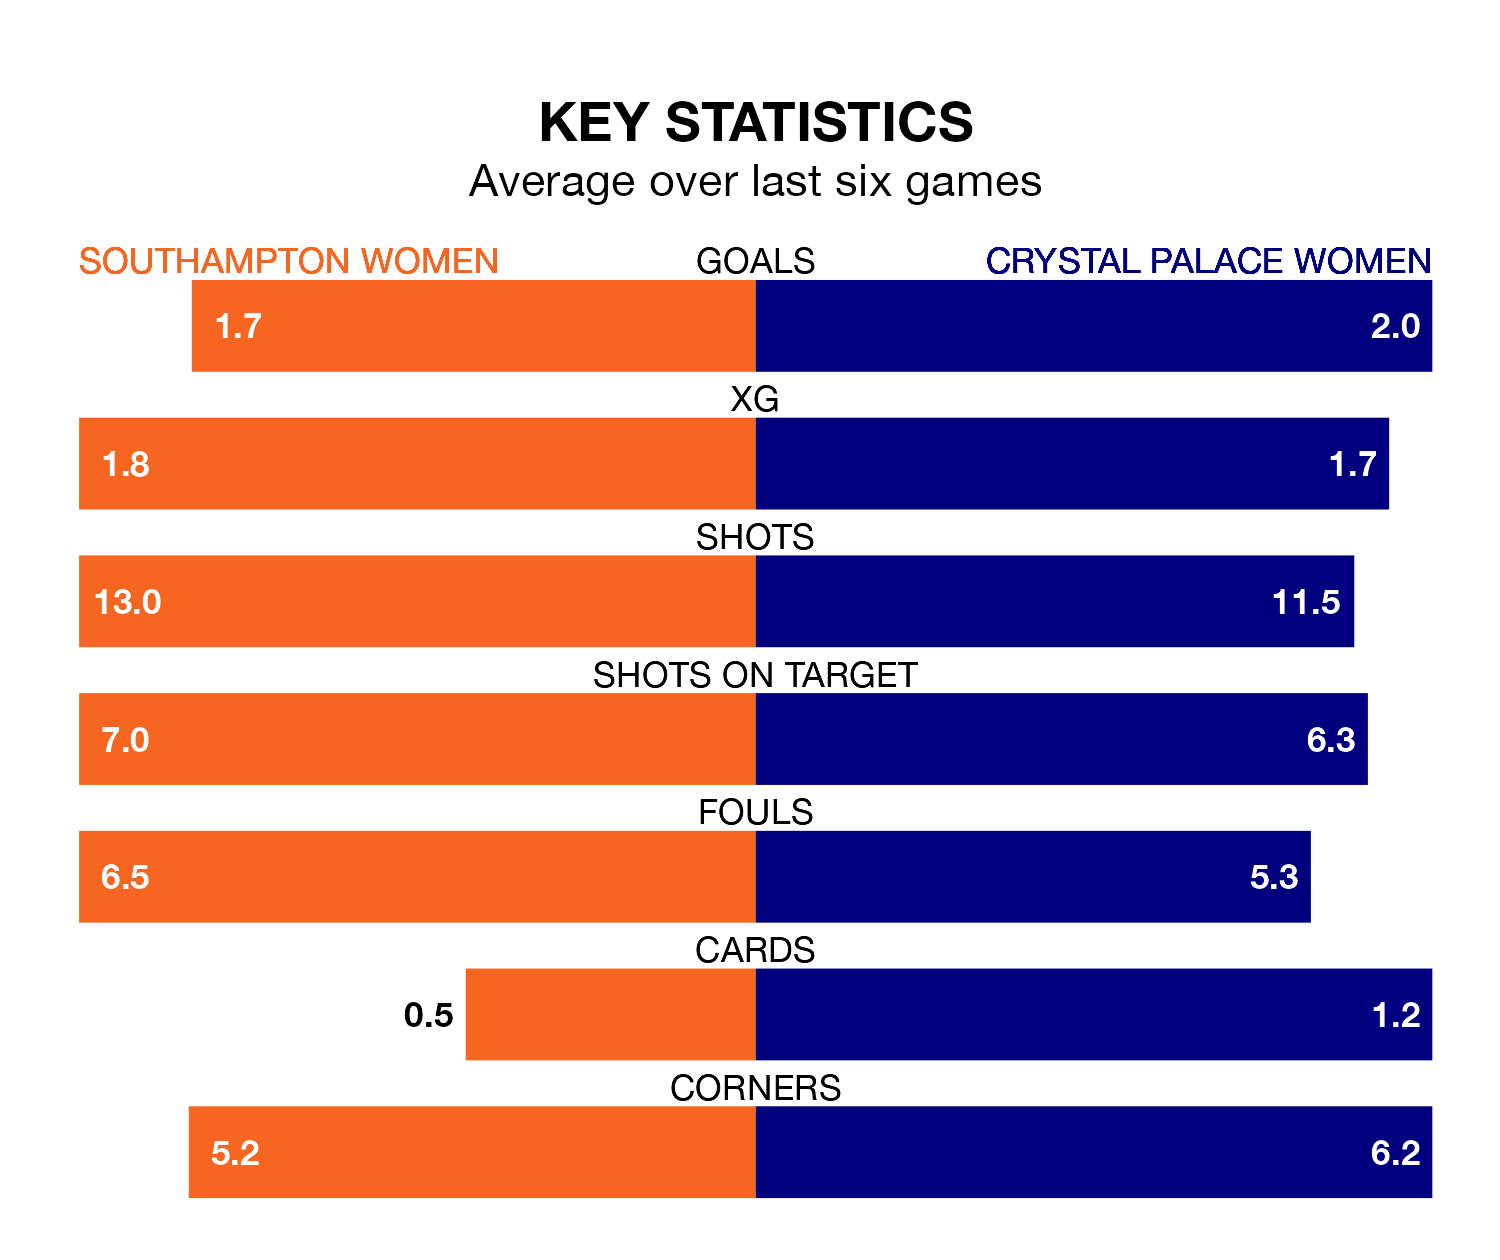 KEY STATISTICS
Average over last six games
SOUTHAMPTON WOMEN GOALS CRYSTAL PALACE WOMEN
1.7 2.0
XG
1.8 1.7
SHOTS
13.0 11.5
SHOTS ON TARGET
7.0 6.3
FOULS
6.5 5.3
CARDS
0.5 1.2
CORNERS
5.2 6.2